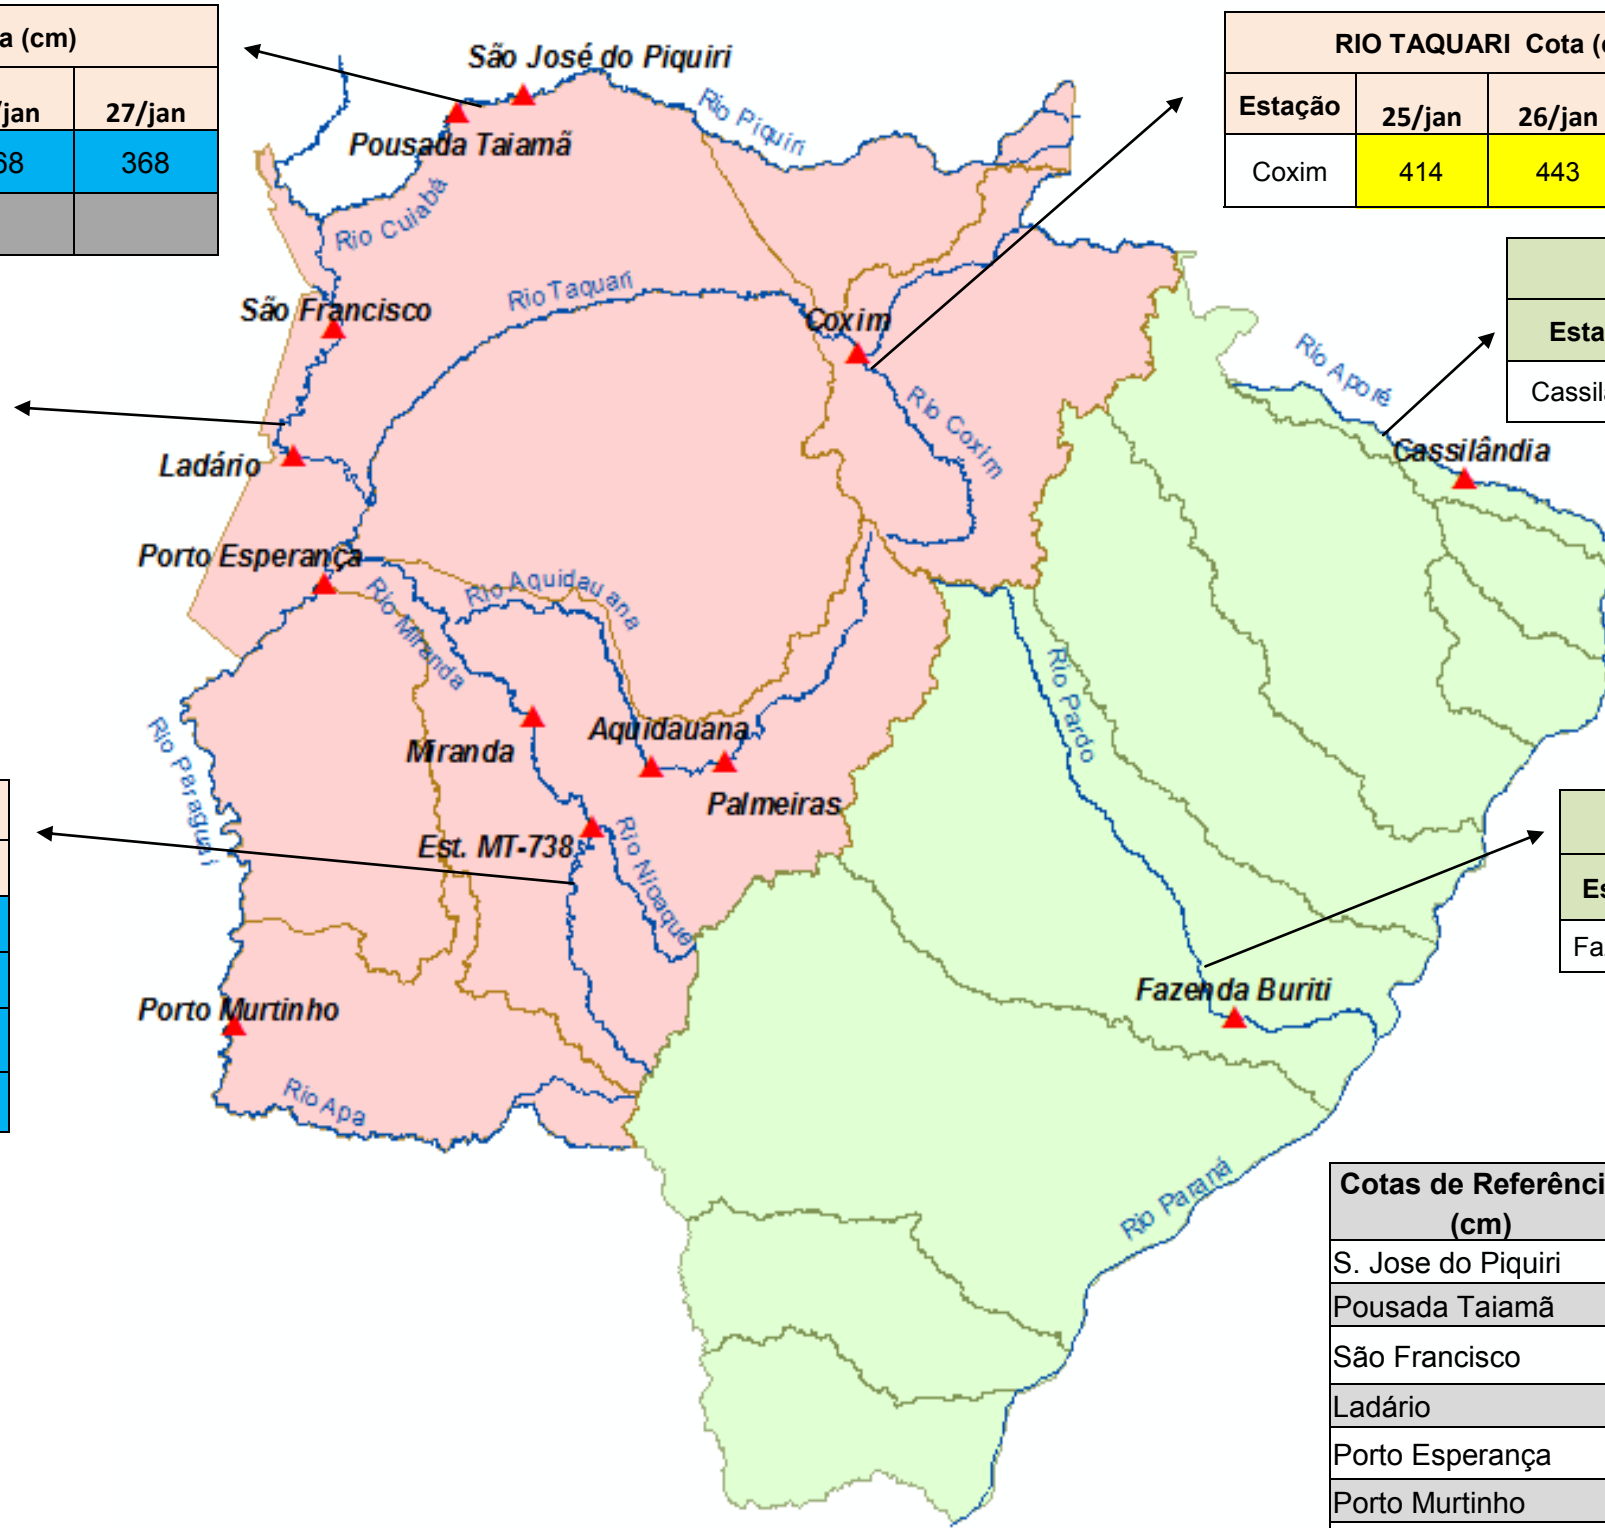 a (cm)
/jan 27/jan
68 368
RIO TAQUARI Cota (c
Estação 25/jan 26/jan
Coxim 414 443
São José do Piquiri
Pousada Taiamã
Rio Piquiri
Rio Cuiabá
São Francisco
Rio Taquari
Coxim
Rio Coxim
Esta
Cassil
Rio Aporé
Cassilândia
Ladário
Porto Esperança
Rio Miranda
Rio Aquidauana
Rio Pardo
Aquidauana
Miranda
Palmeiras
Rio Paraguai
Est. MT-738
Rio Nioaque
Es
Fa
Fazenda Buriti
Porto Murtinho
Rio Apa
Rio Paraná
Cotas de Referênci
(cm)
S. Jose do Piquiri
Pousada Taiamã
São Francisco
Ladário
Porto Esperança
Porto Murtinho